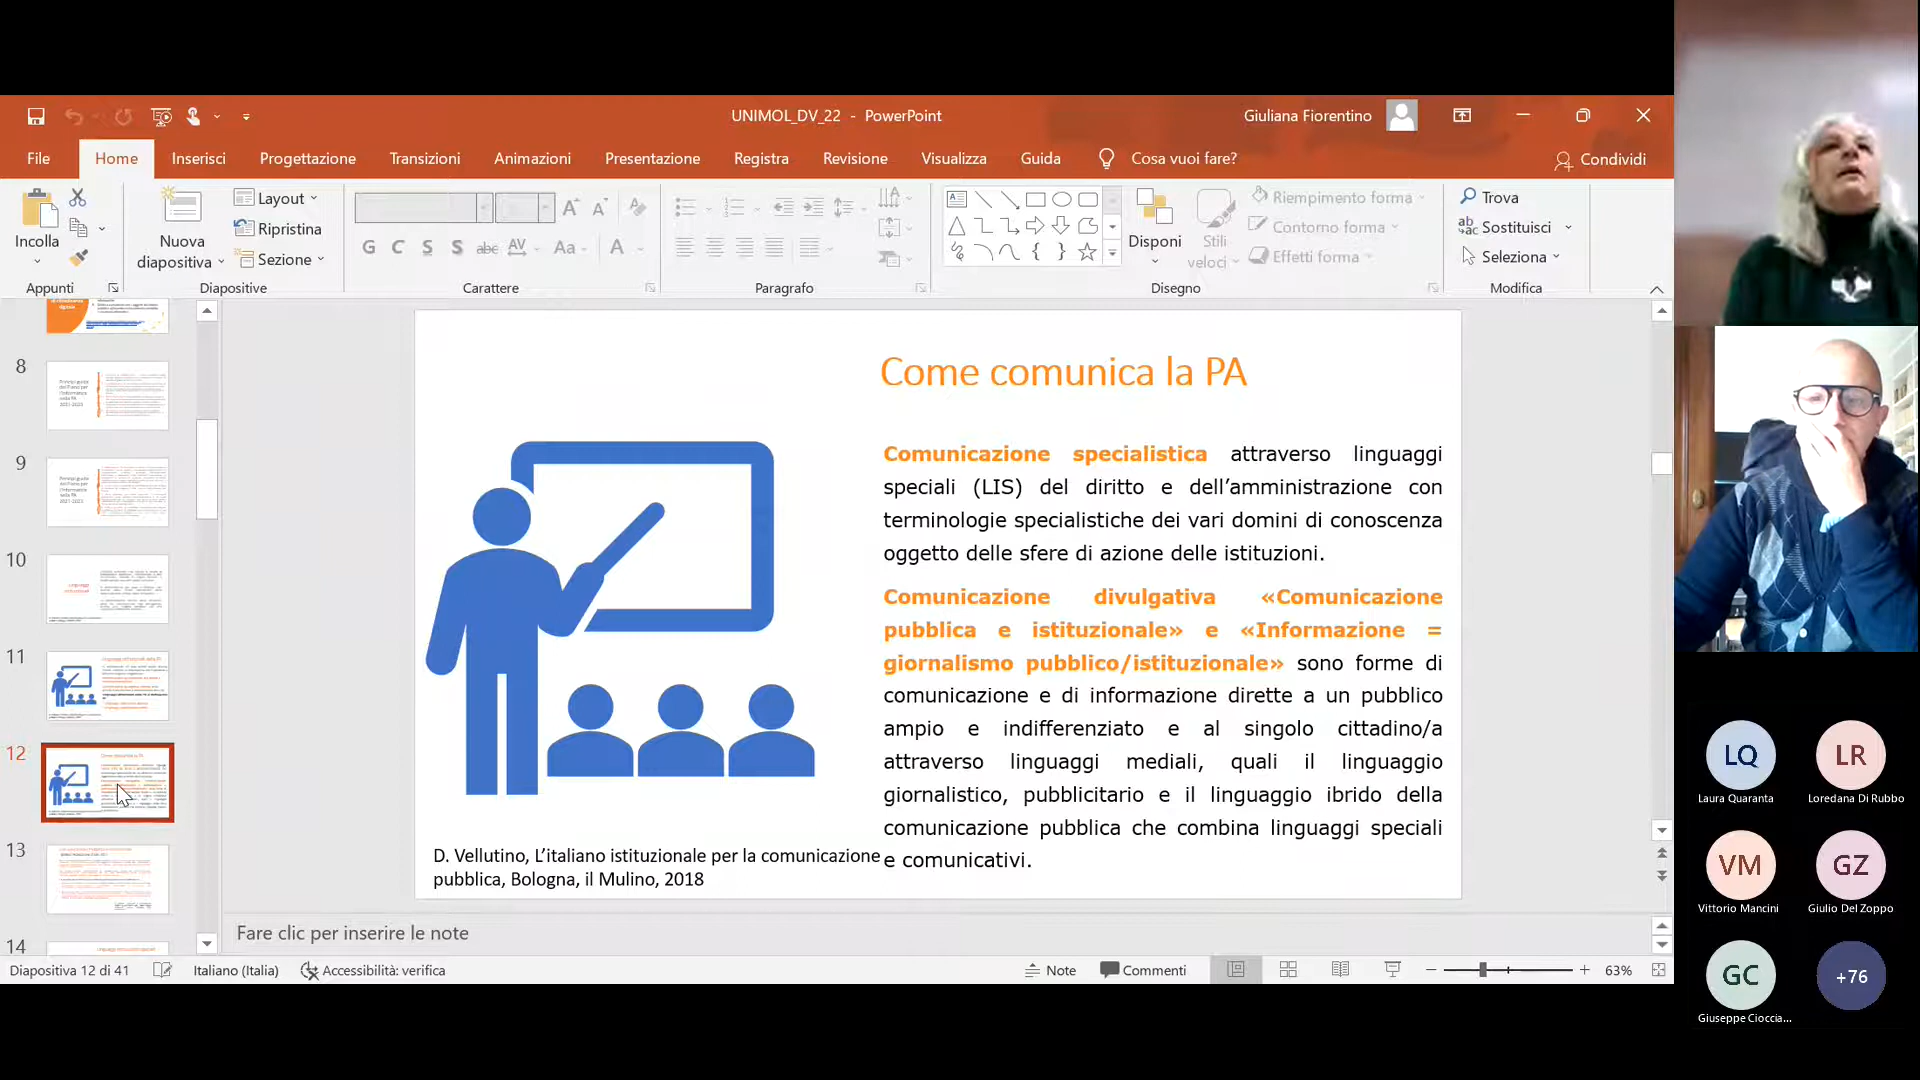 UNIMOL_DV_22 - PowerPoint
Giuliana Fiorentino
File
Home
Inserisci
Progettazione
Transizioni
Animazioni
Presentazione
Registra
Revisione
Visualizza
Guida
Cosa vuoi fare?
Condividi
Incolla
Appunti
Nuova
diapositiva
Layout
Ripristina
Sezione
Diapositive
G C S S abc AV Aa A
Carattere
Paragrafo
Disponi
Stili
veloci
Riempimento forma
Contorno forma
Effetti forma
Disegno
Trova
Sostituisci
Seleziona
Modifica
8
9
10
11
12
13
14
Come comunica la PA
Comunicazione specialistica attraverso linguaggi
speciali (LIS) del diritto e dell'amministrazione con
terminologie specialistiche dei vari domini di conoscenza
oggetto delle sfere di azione delle istituzioni.
Comunicazione divulgativa «Comunicazione
pubblica e istituzionale» e «Informazione =
giornalismo pubblico/istituzionale» sono forme di
comunicazione e di informazione dirette a un pubblico
ampio e indifferenziato e al singolo cittadino/a
attraverso linguaggi mediali, quali il linguaggio
giornalistico, pubblicitario e il linguaggio ibrido della
comunicazione pubblica che combina linguaggi speciali
e comunicativi.
D. Vellutino, L'italiano istituzionale per la comunicazione
pubblica, Bologna, il Mulino, 2018
Fare clic per inserire le note
Diapositiva 12 di 41
Italiano (Italia)
Accessibilità: verifica
Note
Commenti
63%
LQ
Laura Quaranta
LR
Loredana Di Rubbo
VM
Vittorio Mancini
GZ
Giulio Del Zoppo
GC
Giuseppe Cioccia...
+76